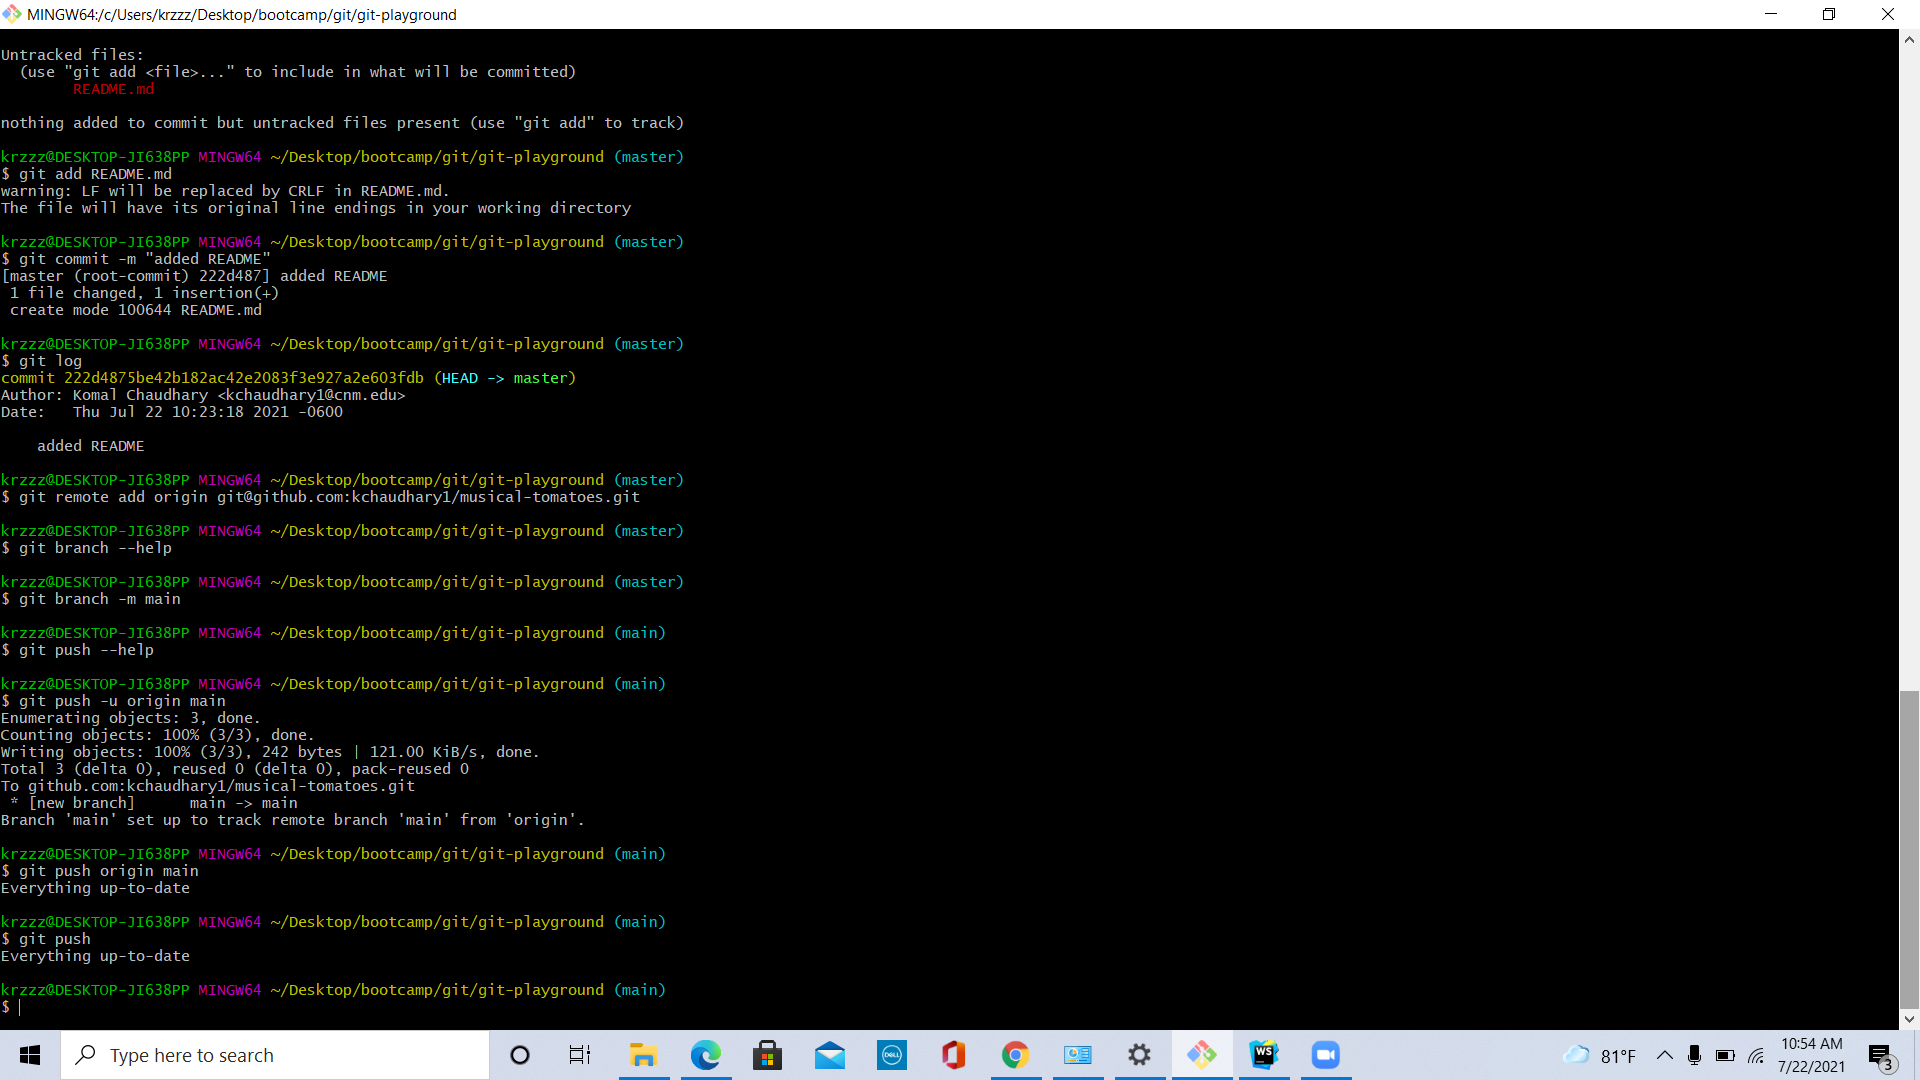 MINGW64:/c/Users/krzzz/Desktop/bootcamp/git/git-playground
Untracked files:
  (use "git add <file>..." to include in what will be committed)
        README.md

nothing added to commit but untracked files present (use "git add" to track)

krzzz@DESKTOP-JI638PP MINGW64 ~/Desktop/bootcamp/git/git-playground (master)
$ git add README.md
warning: LF will be replaced by CRLF in README.md.
The file will have its original line endings in your working directory

krzzz@DESKTOP-JI638PP MINGW64 ~/Desktop/bootcamp/git/git-playground (master)
$ git commit -m "added README"
[master (root-commit) 222d487] added README
 1 file changed, 1 insertion(+)
 create mode 100644 README.md

krzzz@DESKTOP-JI638PP MINGW64 ~/Desktop/bootcamp/git/git-playground (master)
$ git log
commit 222d4875be42b182ac42e2083f3e927a2e603fdb (HEAD -> master)
Author: Komal Chaudhary <kchaudhary1@cnm.edu>
Date:   Thu Jul 22 10:23:18 2021 -0600

    added README

krzzz@DESKTOP-JI638PP MINGW64 ~/Desktop/bootcamp/git/git-playground (master)
$ git remote add origin git@github.com:kchaudhary1/musical-tomatoes.git

krzzz@DESKTOP-JI638PP MINGW64 ~/Desktop/bootcamp/git/git-playground (master)
$ git branch --help

krzzz@DESKTOP-JI638PP MINGW64 ~/Desktop/bootcamp/git/git-playground (master)
$ git branch -m main

krzzz@DESKTOP-JI638PP MINGW64 ~/Desktop/bootcamp/git/git-playground (main)
$ git push --help

krzzz@DESKTOP-JI638PP MINGW64 ~/Desktop/bootcamp/git/git-playground (main)
$ git push -u origin main
Enumerating objects: 3, done.
Counting objects: 100% (3/3), done.
Writing objects: 100% (3/3), 242 bytes | 121.00 KiB/s, done.
Total 3 (delta 0), reused 0 (delta 0), pack-reused 0
To github.com:kchaudhary1/musical-tomatoes.git
 * [new branch]      main -> main
Branch 'main' set up to track remote branch 'main' from 'origin'.

krzzz@DESKTOP-JI638PP MINGW64 ~/Desktop/bootcamp/git/git-playground (main)
$ git push origin main
Everything up-to-date

krzzz@DESKTOP-JI638PP MINGW64 ~/Desktop/bootcamp/git/git-playground (main)
$ git push
Everything up-to-date

krzzz@DESKTOP-JI638PP MINGW64 ~/Desktop/bootcamp/git/git-playground (main)
$
Type here to search
DELL
WS
81°F
10:54 AM
7/22/2021
3